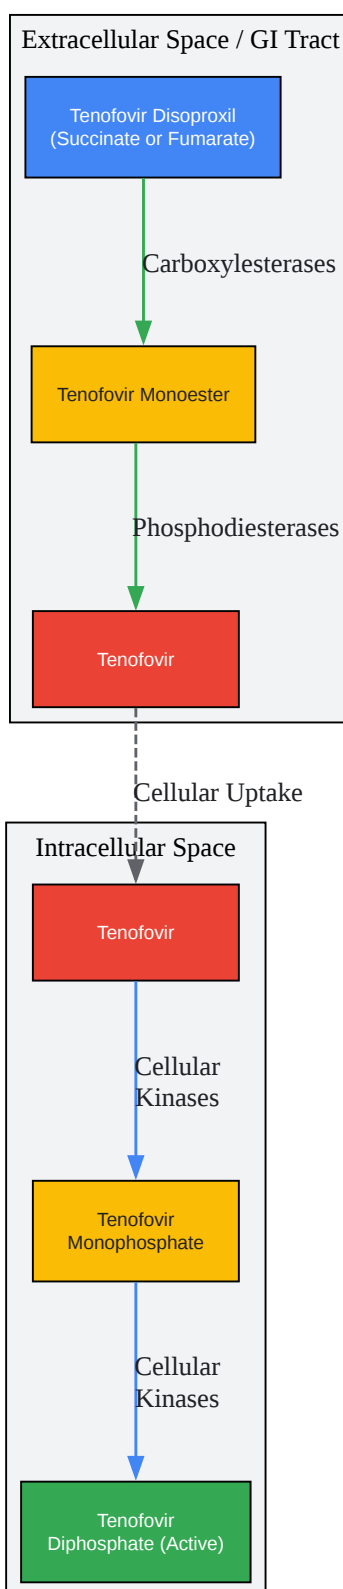 Extracellular Space / GI Tract
Tenofovir Disoproxil
(Succinate or Fumarate)
Carboxylesterases
Tenofovir Monoester
Phosphodiesterases
Tenofovir
Cellular Uptake
Intracellular Space
Tenofovir
Cellular
Kinases
Tenofovir
Monophosphate
Cellular
Kinases
Tenofovir
Diphosphate (Active)